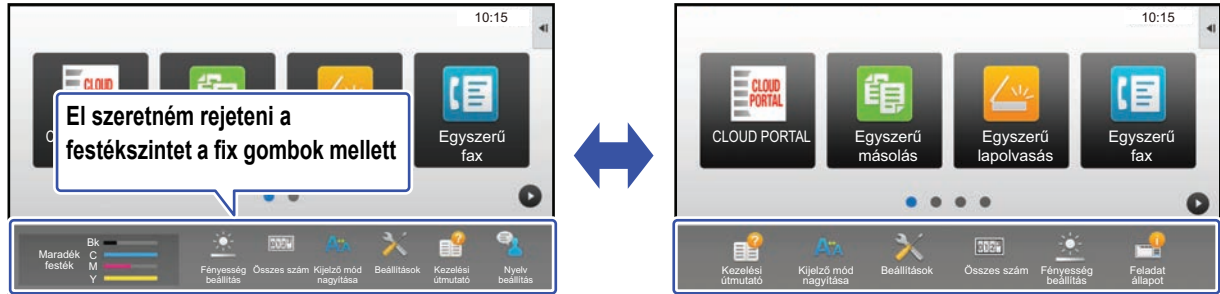 10:15
CLOUD
C
Egyszerű
fax
El szeretném rejeteni a
festékszintet a fix gombok mellett
Maradék
festék
Bk
C
M
Y
Fényesség
beállítás
Összes szám
Kijelző mód
nagyítása
Beállítások
Kezelési
útmutató
Nyelv
beállítás
10:15
CLOUD
PORTAL
CLOUD PORTAL
Egyszerű
másolás
Egyszerű
lapolvasás
Egyszerű
fax
Kezelési
útmutató
Kijelző mód
nagyítása
Beállítások
Összes szám
Fényesség
beállítás
Feladat
állapot